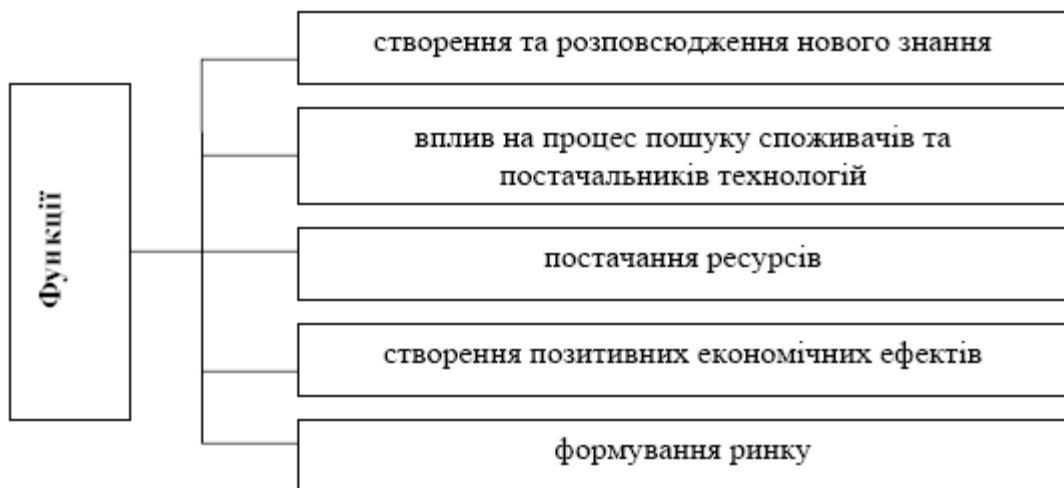 Функції
створення та розповсюдження нового знання
вплив на процес пошуку споживачів та
постачальників технологій
постачання ресурсів
створення позитивних економічних ефектів
формування ринку